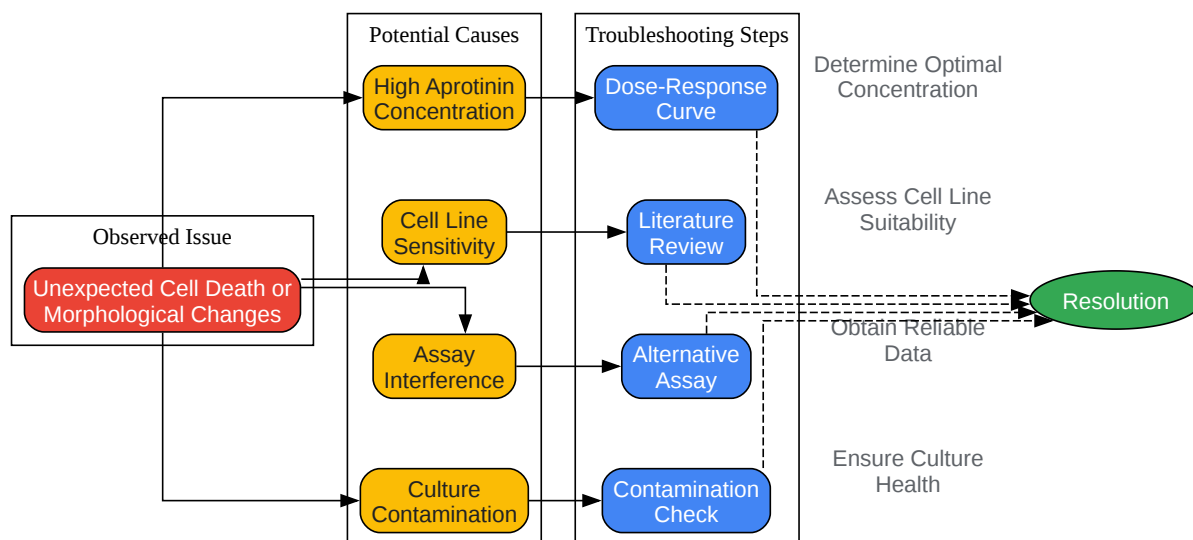 Potential Causes
Troubleshooting Steps
High Aprotinin
Concentration
Dose-Response
Curve
Determine Optimal
Concentration
Observed Issue
Unexpected Cell Death or
Morphological Changes
Cell Line
Sensitivity
Literature
Review
Assess Cell Line
Suitability
Resolution
Assay
Interference
Alternative
Assay
Obtain Reliable
Data
Culture
Contamination
Contamination
Check
Ensure Culture
Health